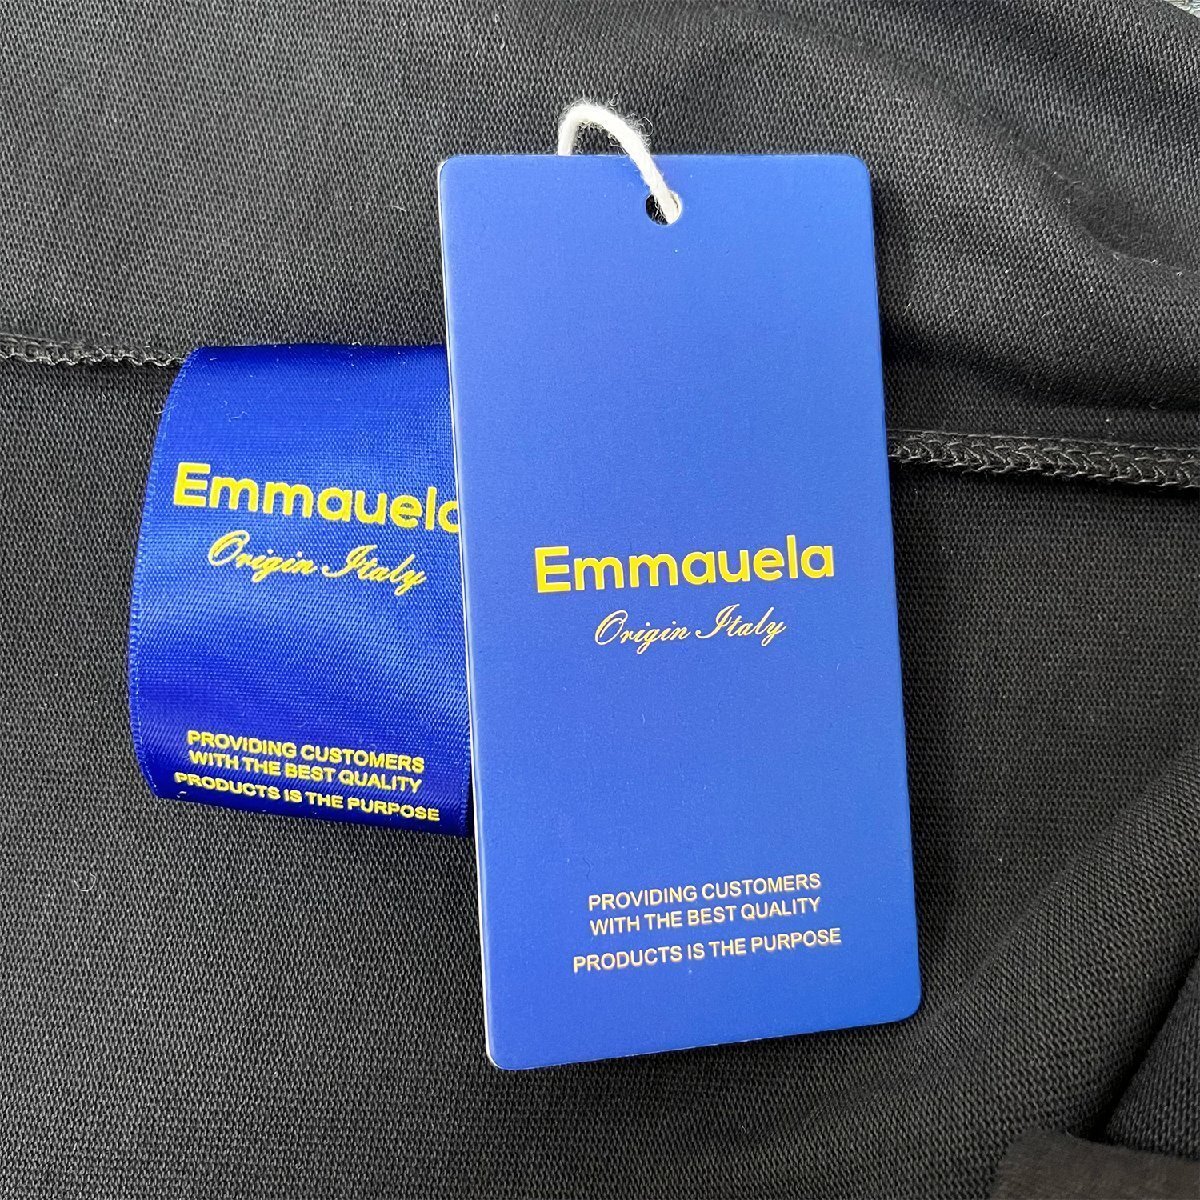 Emmauela
Origin Italy
PROVIDING CUSTOMERS
WITH THE BEST QUALITY
PRODUCTS IS THE PURPOSE
Emmauela
Origin Italy
PROVIDING CUSTOMERS
WITH THE BEST QUALITY
PRODUCTS IS THE PURPOSE